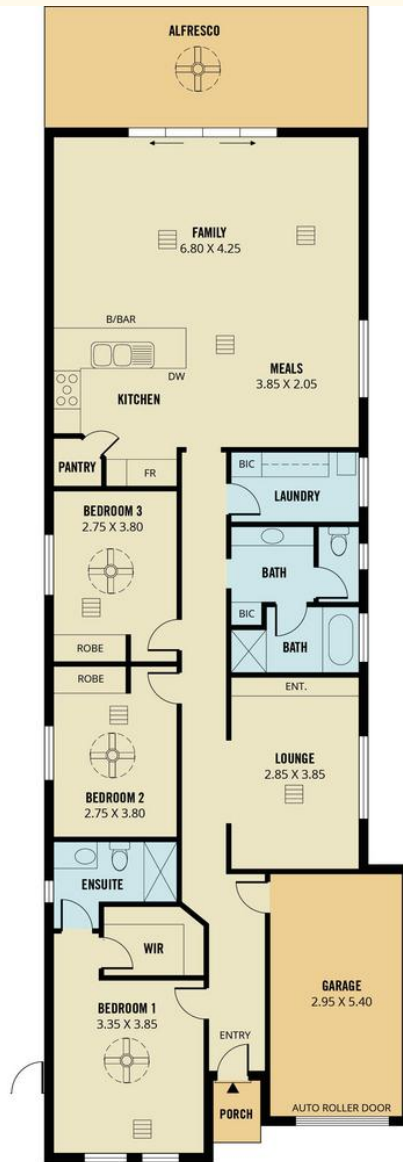 ALFRESCO
FAMILY
6.80 X 4.25
B/BAR
DW
MEALS
3.85 X 2.05
KITCHEN
PANTRY
FR
BIC
LAUNDRY
BEDROOM 3
2.75 X 3.80
BATH
BIC
BATH
ROBE
ROBE
ENT.
LOUNGE
2.85 X 3.85
BEDROOM 2
2.75 X 3.80
ENSUITE
WIR
GARAGE
2.95 X 5.40
BEDROOM 1
3.35 X 3.85
ENTRY
PORCH
AUTO ROLLER DOOR